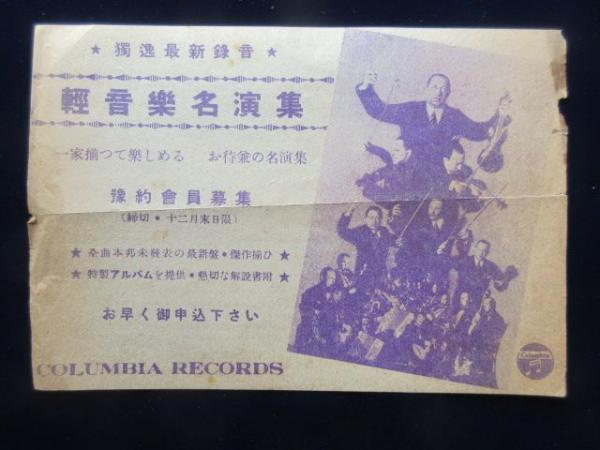 ★ 獨逸最新錄音 ★
輕音樂名演集
一家揃つて樂しめる お待兼の名演集
豫約會員募集
(締切・十二月末日限)
★ 全曲本邦未發表の最新盤・傑作揃ひ ★
★ 特製アルバムを提供・懇切な解説書附 ★
お早く御申込下さい
COLUMBIA RECORDS
Columbia